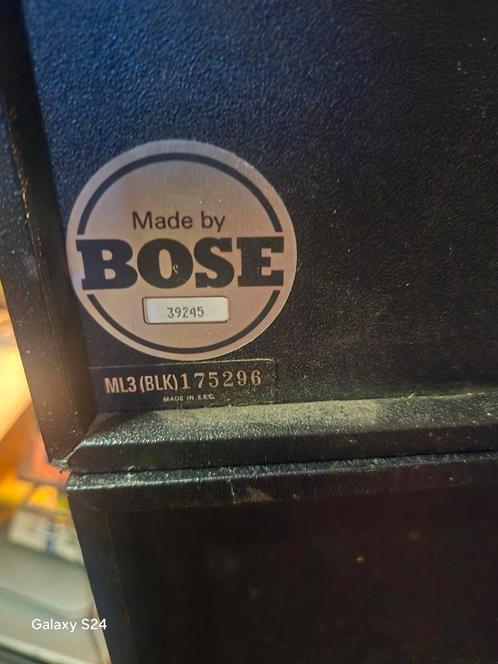 Made by
BOSE
39245
ML3 (BLK) 175296
MADE IN E.E.C.
Galaxy S24